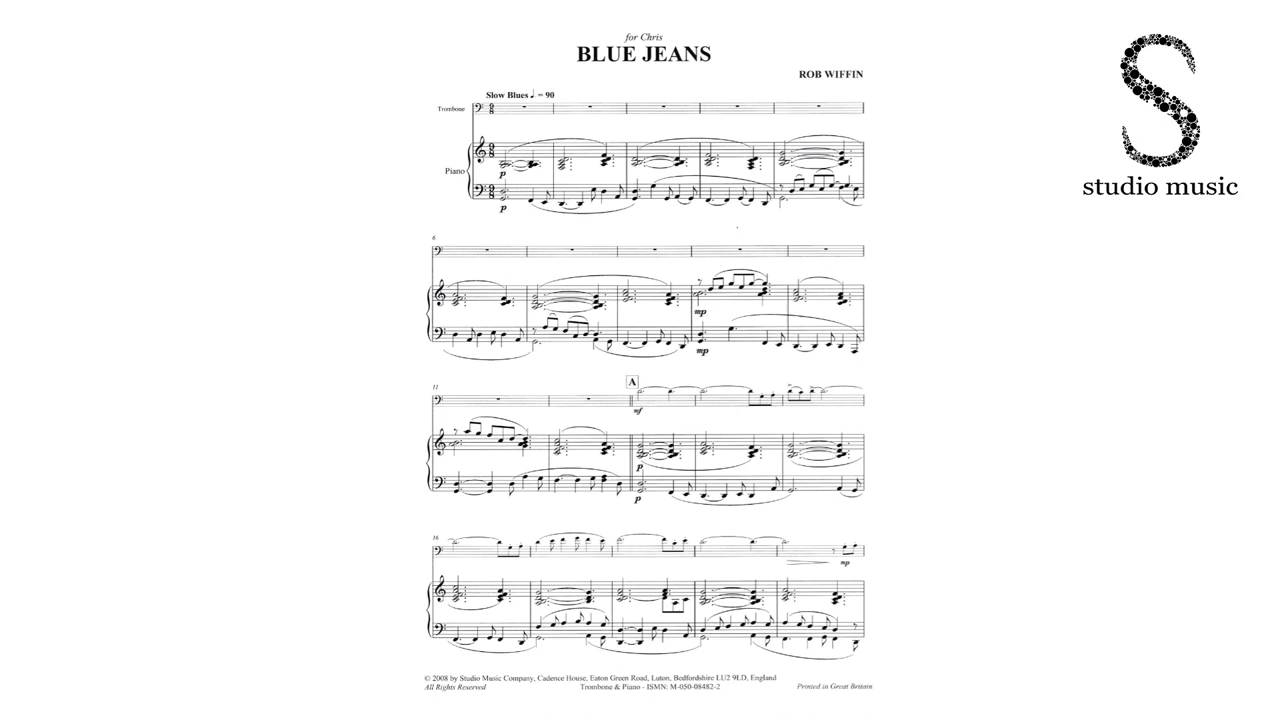 for Chris
BLUE JEANS
ROB WIFFIN
Slow Blues ♩. = 90
Trombone
9
8
Piano
p
p
6
mp
mp
11
A
mf
p
p
16
mp
© 2008 by Studio Music Company, Cadence House, Eaton Green Road, Luton, Bedfordshire LU2 9LD, England
All Rights Reserved
Trombone & Piano - ISMN: M-050-08482-2
Printed in Great Britain
S
studio music